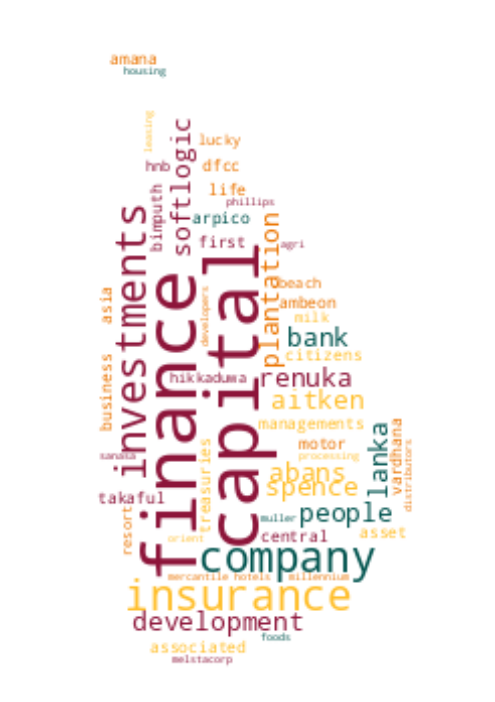 amana
housing
leasing
softlogic
lucky
hnb
dfcc
bimputh
life
phillips
investments
arpico
plantation
first
agri
capital
finance
beach
asia
developers
ambeon
milk
bank
citizens
business
hikkaduwa
renuka
aitken
managements
lanka
vardhana
motor
distributors
treasuries
sanasa
processing
abans
spence
takaful
resort
people
muller
asset
central
orient
company
mercantile hotels
millennium
insurance
development
foods
associated
melstacorp